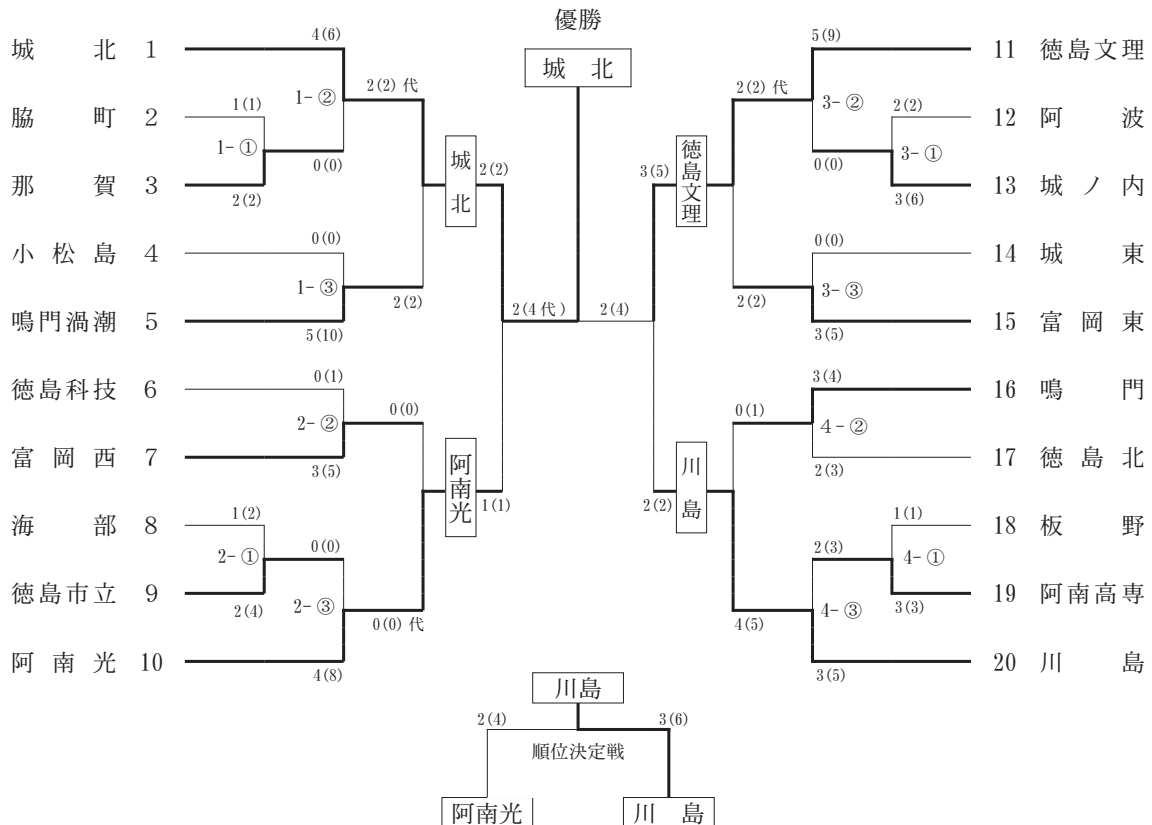 優勝
城北
城北 1
脇町 2
那賀 3
小松島 4
鳴門渦潮 5
徳島科技 6
富岡西 7
海部 8
徳島市立 9
阿南光 10
4(6)
1-②
2(2) 代
1(1)
1-①
0(0)
2(2)
0(0)
1-③
2(2)
5(10)
0(1)
2-②
0(0)
3(5)
1(2)
2-①
0(0)
2(4)
2-③
0(0) 代
4(8)
城北
2(2)
阿南光
1(1)
2(4代)
2(4)
徳島文理
3(5)
川島
2(2)
5(9)
2(2) 代
3-②
2(2)
3-①
0(0)
3(6)
0(0)
2(2)
3-③
3(5)
3(4)
0(1)
4-②
2(3)
1(1)
2(3)
4-①
4(5)
4-③
3(3)
3(5)
11 徳島文理
12 阿波
13 城ノ内
14 城東
15 富岡東
16 鳴門
17 徳島北
18 板野
19 阿南高専
20 川島
川島
2(4)
3(6)
順位決定戦
阿南光
川島